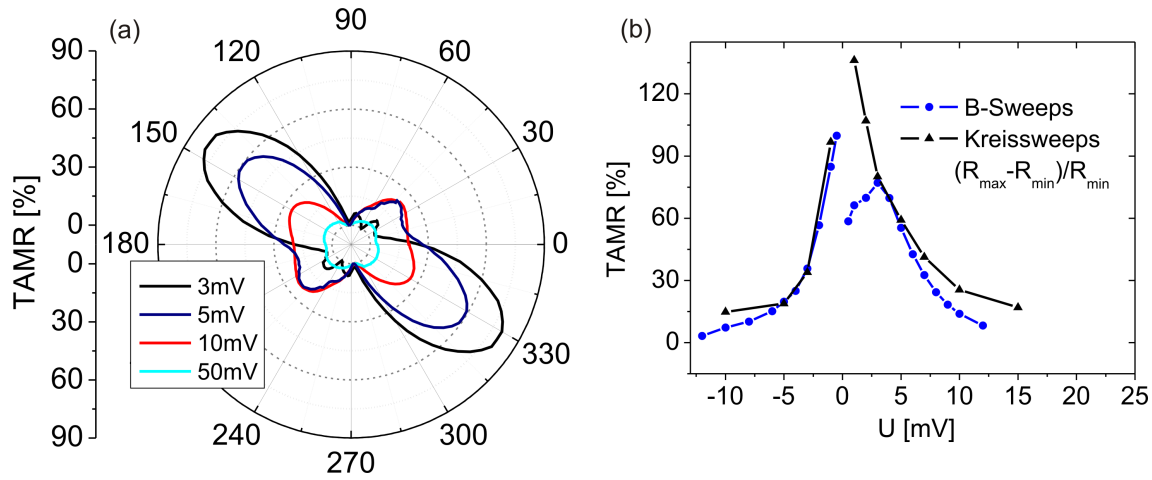 (a)
90
120
60
150
30
180
0
330
240
300
270
90
60
30
0
0
30
60
90
TAMR [%]
3mV
5mV
10mV
50mV
(b)
B-Sweeps
Kreissweeps
(Rmax-Rmin)/Rmin
120
90
60
30
0
TAMR [%]
-10 -5 0 5 10 15 20 25
U [mV]